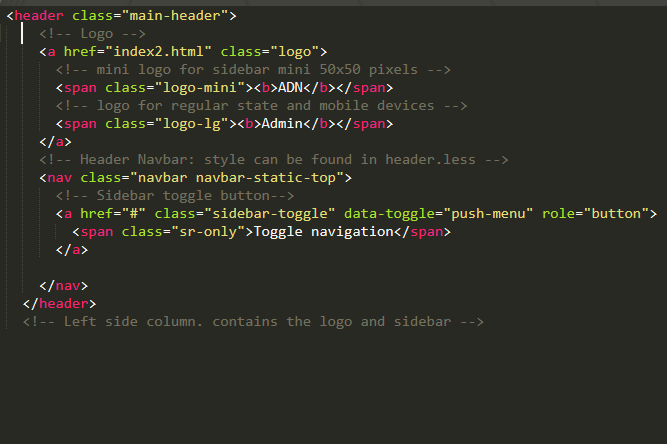 <header class="main-header">
<!-- Logo -->
<a href="index2.html" class="logo">
<!-- mini logo for sidebar mini 50x50 pixels -->
<span class="logo-mini"><b>ADN</b></span>
<!-- logo for regular state and mobile devices -->
<span class="logo-lg"><b>Admin</b></span>
</a>
<!-- Header Navbar: style can be found in header.less -->
<nav class="navbar navbar-static-top">
<!-- Sidebar toggle button-->
<a href="#" class="sidebar-toggle" data-toggle="push-menu" role="button">
<span class="sr-only">Toggle navigation</span>
</a>
</nav>
</header>
<!-- Left side column. contains the logo and sidebar -->